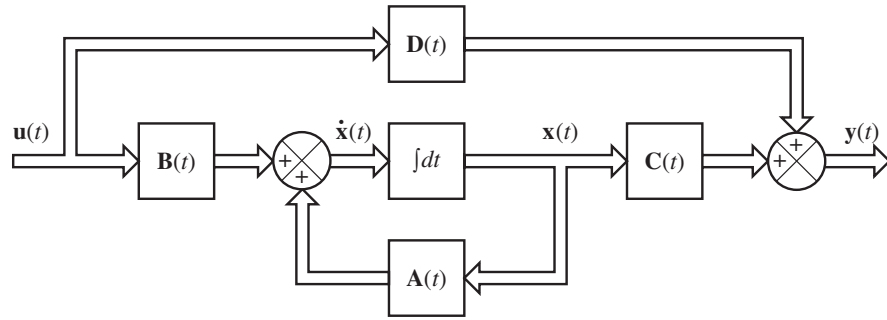 D(t)
u(t)
B(t)
+
+
ẋ(t)
∫dt
x(t)
C(t)
+
+
y(t)
A(t)